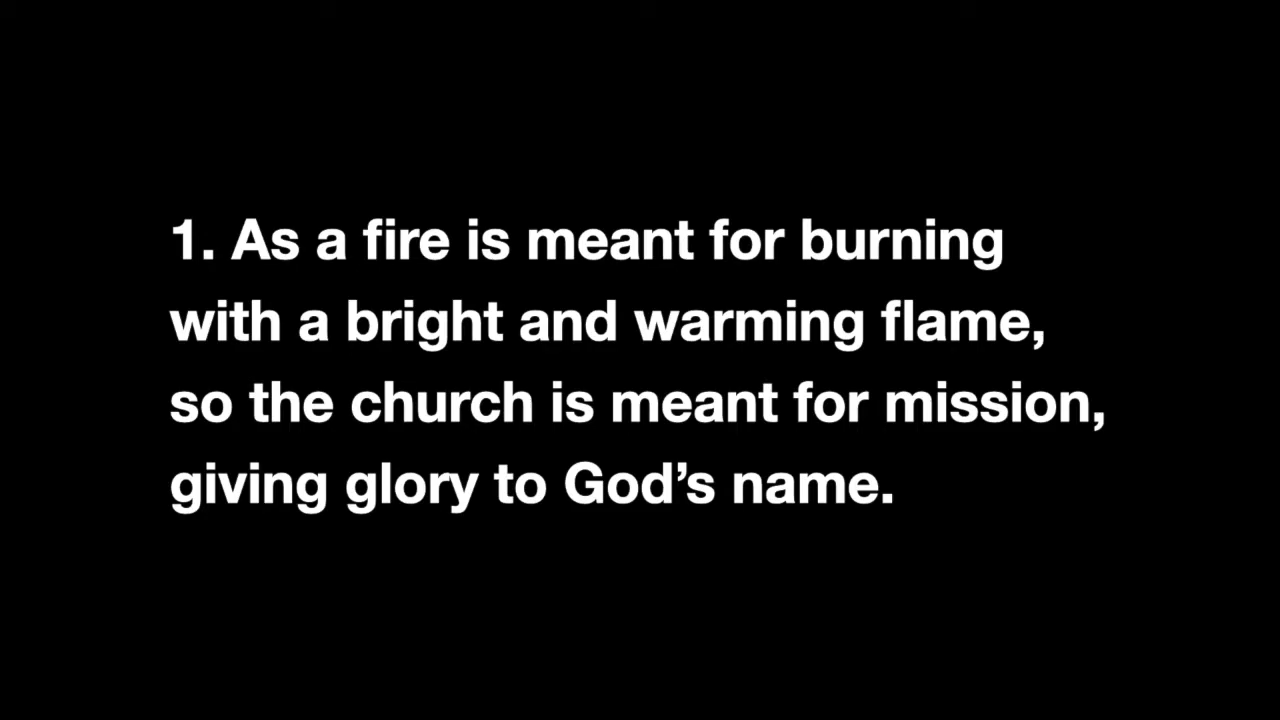 1. As a fire is meant for burning
with a bright and warming flame,
so the church is meant for mission,
giving glory to God’s name.